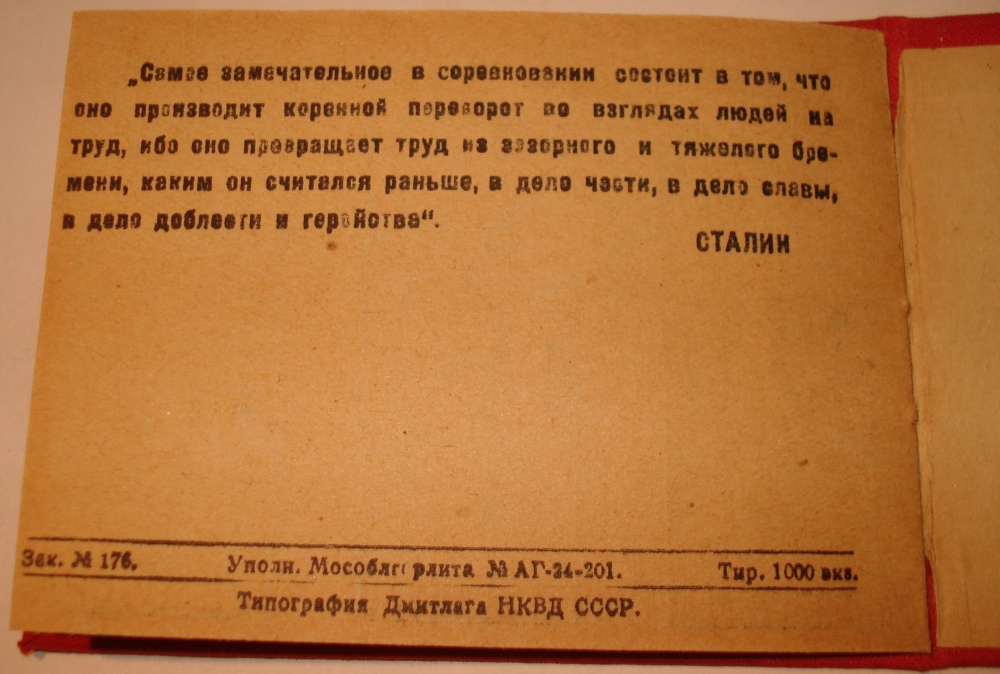 „Самое замечательное в соревновании состоит в том, что
оно производит коренной переворот во взглядах людей на
труд, ибо оно превращает труд из зазорного и тяжелого бре-
мени, каким он считался раньше, в дело чести, в дело славы,
в дело доблести и геройства“.
СТАЛИН
Зак. № 176. Уполн. Мособлгорлита № АГ-24-201. Тир. 1000 экз.
Типография Дмитлага НКВД СССР.